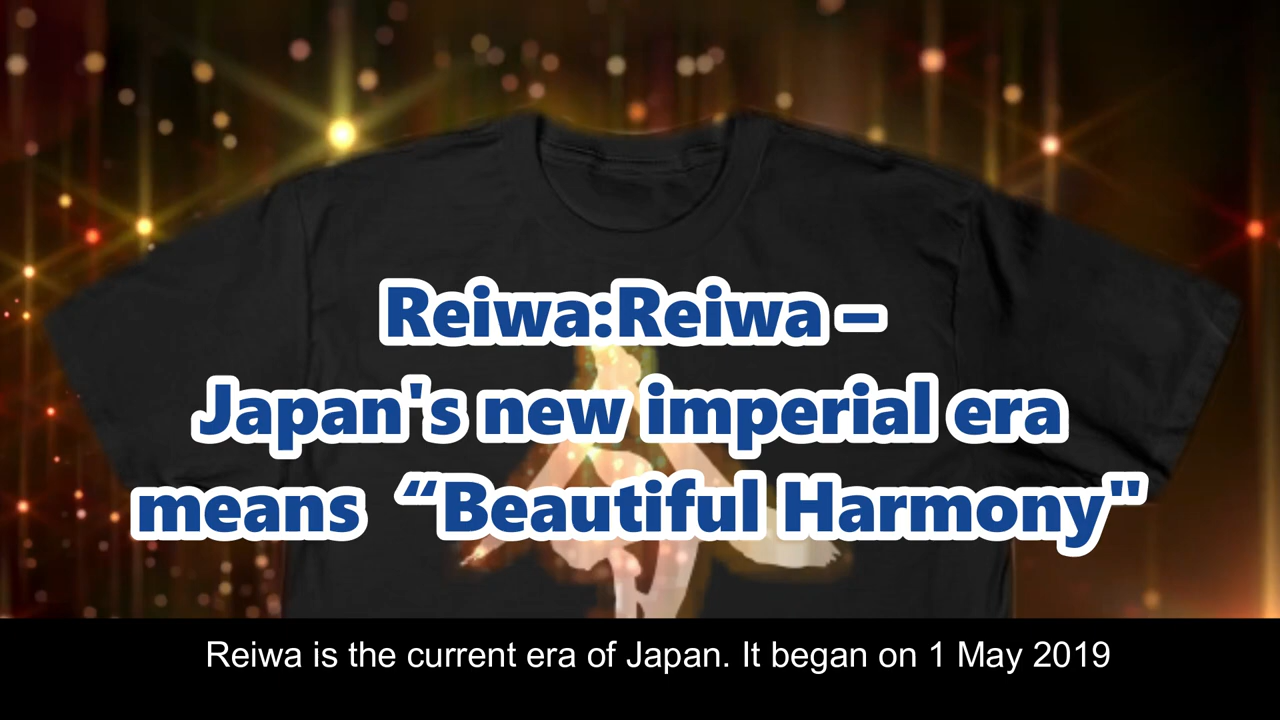 Reiwa:Reiwa –
Japan's new imperial era
means “Beautiful Harmony"
令
Reiwa is the current era of Japan. It began on 1 May 2019